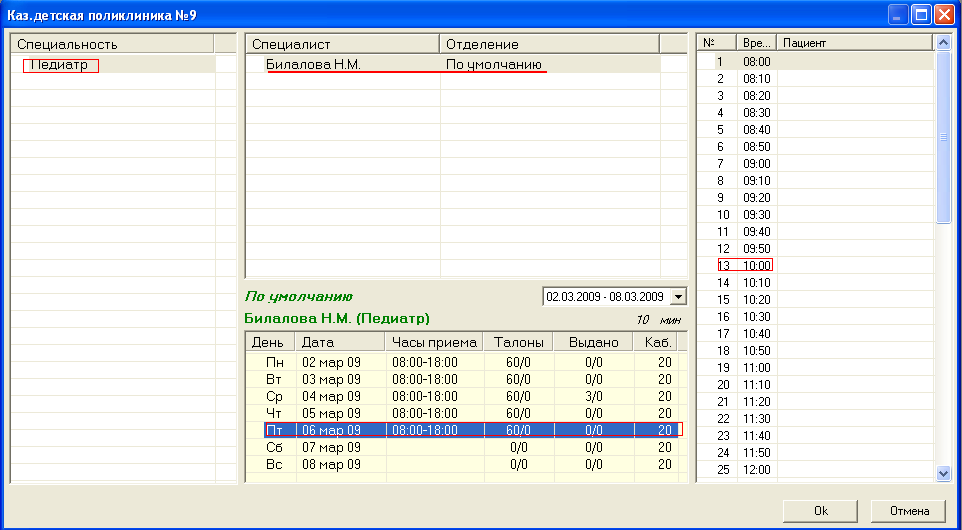 Каз.детская поликлиника №9
Специальность
Педиатр
Специалист Отделение
Билалова Н.М. По умолчанию
По умолчанию 02.03.2009 - 08.03.2009
Билалова Н.М. (Педиатр) 10 мин
День Дата Часы приема Талоны Выдано Каб.
Пн 02 мар 09 08:00-18:00 60/0 0/0 20
Вт 03 мар 09 08:00-18:00 60/0 0/0 20
Ср 04 мар 09 08:00-18:00 60/0 3/0 20
Чт 05 мар 09 08:00-18:00 60/0 0/0 20
Пт 06 мар 09 08:00-18:00 60/0 0/0 20
Сб 07 мар 09 0/0 0/0 20
Вс 08 мар 09 0/0 0/0 20
№ Вре... Пациент
1 08:00
2 08:10
3 08:20
4 08:30
5 08:40
6 08:50
7 09:00
8 09:10
9 09:20
10 09:30
11 09:40
12 09:50
13 10:00
14 10:10
15 10:20
16 10:30
17 10:40
18 10:50
19 11:00
20 11:10
21 11:20
22 11:30
23 11:40
24 11:50
25 12:00
Ok Отмена